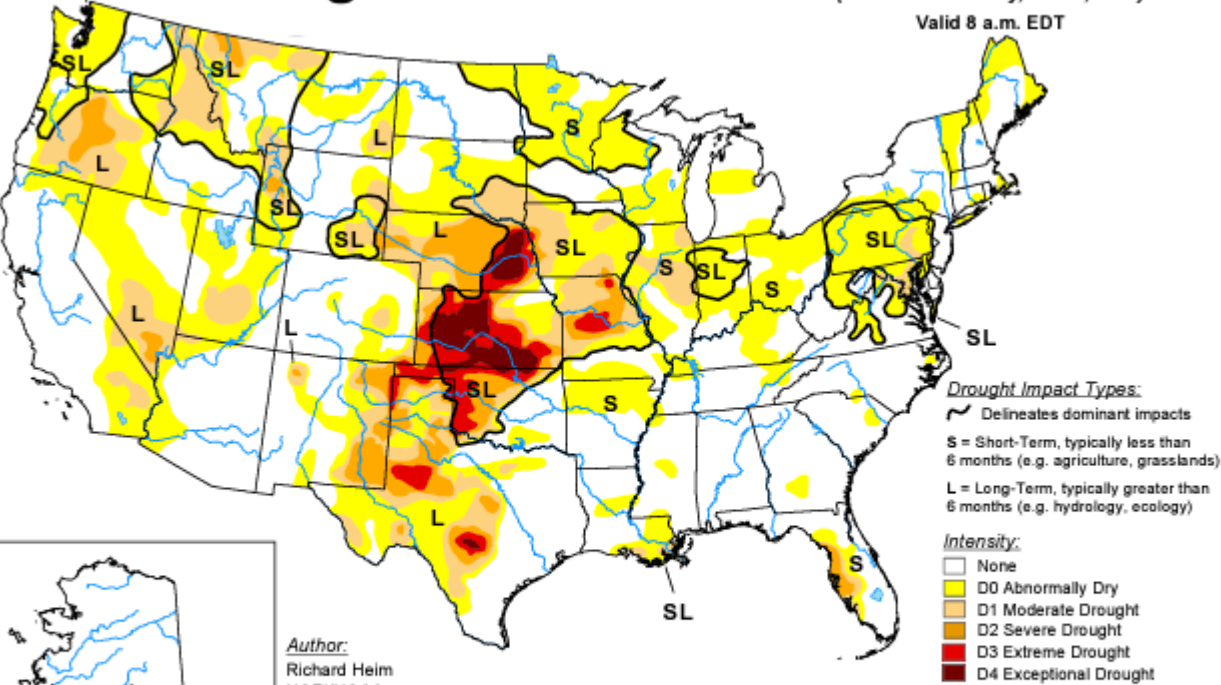 Valid 8 a.m. EDT
SL
SL
S
L
L
SL
SL
L
SL
SL
S
SL
S
L
L
SL
SL
S
L
S
SL
Drought Impact Types:
Delineates dominant impacts
S = Short-Term, typically less than
6 months (e.g. agriculture, grasslands)
L = Long-Term, typically greater than
6 months (e.g. hydrology, ecology)
Intensity:
None
D0 Abnormally Dry
D1 Moderate Drought
D2 Severe Drought
D3 Extreme Drought
D4 Exceptional Drought
Author:
Richard Heim